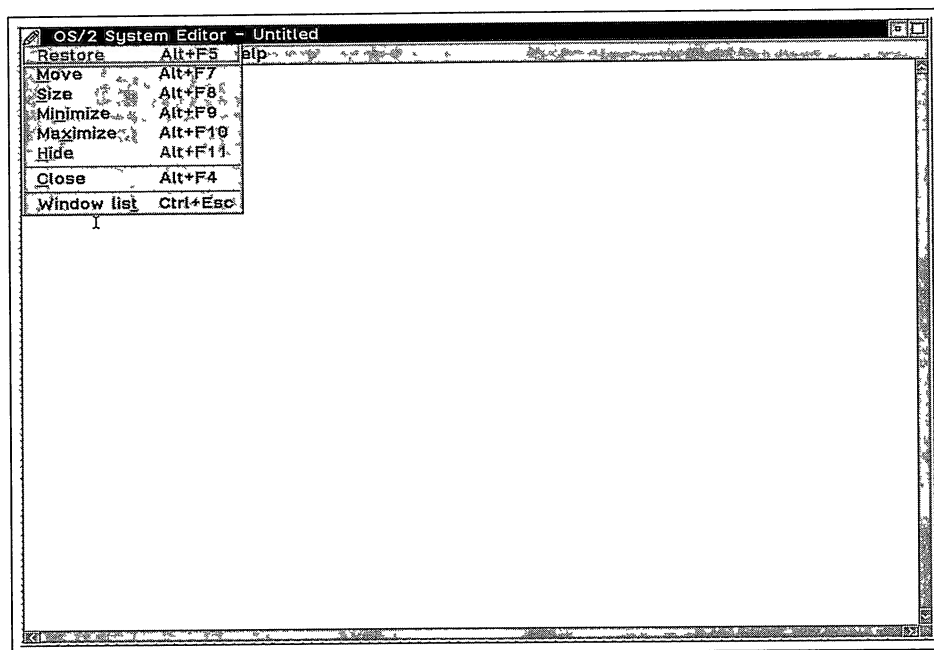 OS/2 System Editor - Untitled
Restore Alt+F5 elp
Move Alt+F7
Size Alt+F8
Minimize Alt+F9
Maximize Alt+F10
Hide Alt+F11
Close Alt+F4
Window list Ctrl+Esc